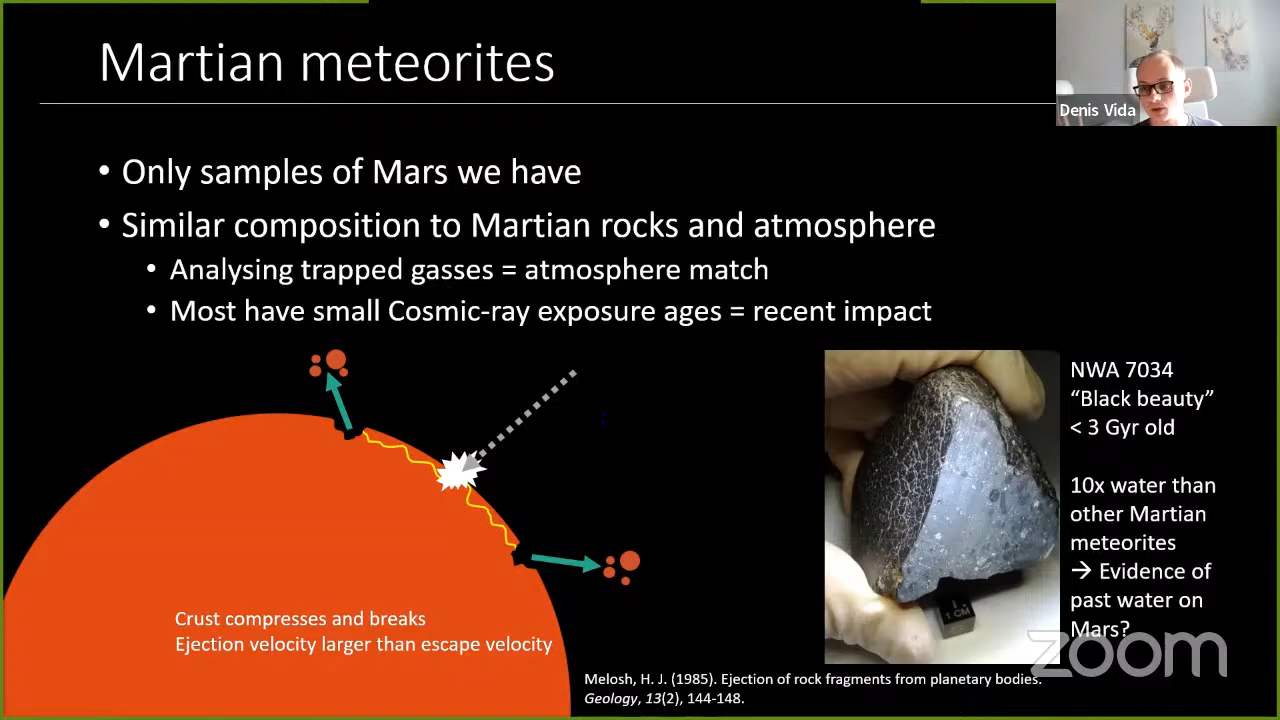 Martian meteorites
Denis Vida
• Only samples of Mars we have
• Similar composition to Martian rocks and atmosphere
• Analysing trapped gasses = atmosphere match
• Most have small Cosmic-ray exposure ages = recent impact
NWA 7034
“Black beauty”
< 3 Gyr old
10x water than
other Martian
meteorites
→ Evidence of
past water on
Mars?
1 CM
Crust compresses and breaks
Ejection velocity larger than escape velocity
zoom
Melosh, H. J. (1985). Ejection of rock fragments from planetary bodies.
Geology, 13(2), 144-148.